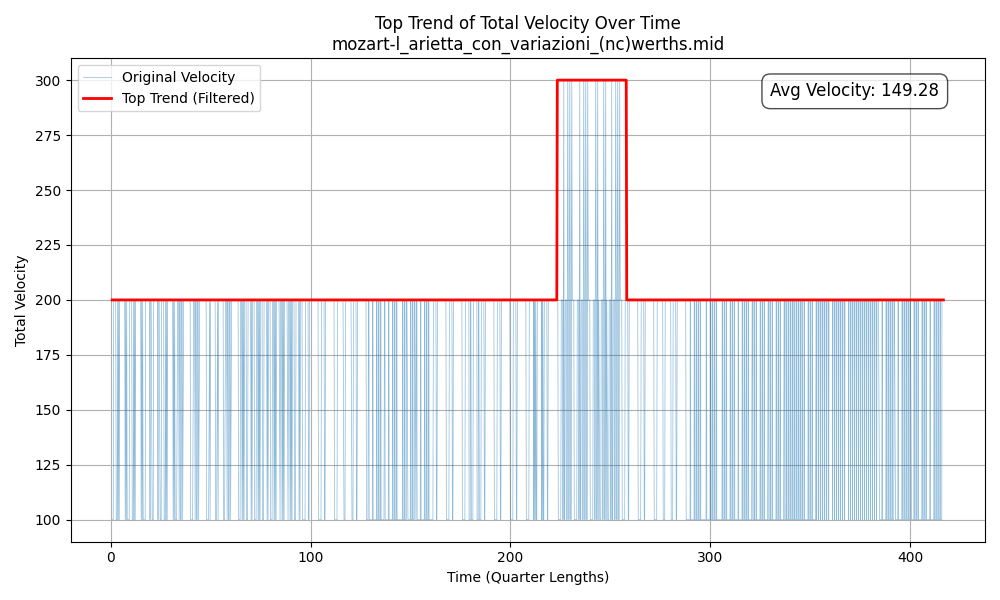 Top Trend of Total Velocity Over Time
mozart-l_arietta_con_variazioni_(nc)werths.mid
Original Velocity
Top Trend (Filtered)
Avg Velocity: 149.28
Total Velocity
300
275
250
225
200
175
150
125
100
0 100 200 300 400
Time (Quarter Lengths)